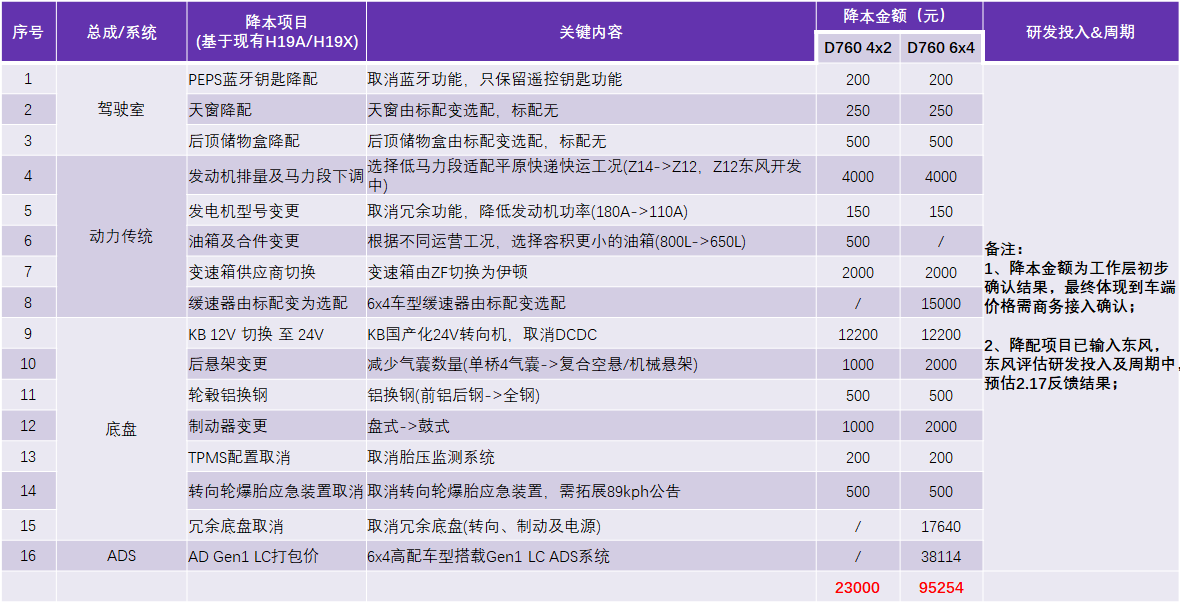 序号 总成/系统 降本项目 关键内容 降本金额（元） 研发投入&周期
(基于现有H19A/H19X)
D760 4x2 D760 6x4
1 驾驶室 PEPS蓝牙钥匙降配 取消蓝牙功能，只保留遥控钥匙功能 200 200
2 天窗降配 天窗由标配变选配，标配无 250 250
3 后顶储物盒降配 后顶储物盒由标配变选配，标配无 500 500
4 动力传统 发动机排量及马力段下调 选择低马力段适配平原快递快运工况(Z14->Z12，Z12东风开发
中) 4000 4000
5 发电机型号变更 取消冗余功能，降低发动机功率(180A->110A) 150 150
6 油箱及合件变更 根据不同运营工况，选择容积更小的油箱(800L->650L) 500 /
7 变速箱供应商切换 变速箱由ZF切换为伊顿 2000 2000
8 缓速器由标配变为选配 6x4车型缓速器由标配变选配 / 15000
9 底盘 KB 12V 切换 至 24V KB国产化24V转向机，取消DCDC 12200 12200
10 后悬架变更 减少气囊数量(单桥4气囊->复合空悬/机械悬架) 1000 2000
11 轮毂铝换钢 铝换钢(前铝后钢->全钢) 500 500
12 制动器变更 盘式->鼓式 1000 2000
13 TPMS配置取消 取消胎压监测系统 200 200
14 转向轮爆胎应急装置取消 取消转向轮爆胎应急装置，需拓展89kph公告 500 500
15 冗余底盘取消 取消冗余底盘(转向、制动及电源) / 17640
16 ADS AD Gen1 LC打包价 6x4高配车型搭载Gen1 LC ADS系统 / 38114
23000 95254
备注：
1、降本金额为工作层初步
确认结果，最终体现到车端
价格需商务接入确认；
2、降配项目已输入东风，
东风评估研发投入及周期中，
预估2.17反馈结果；